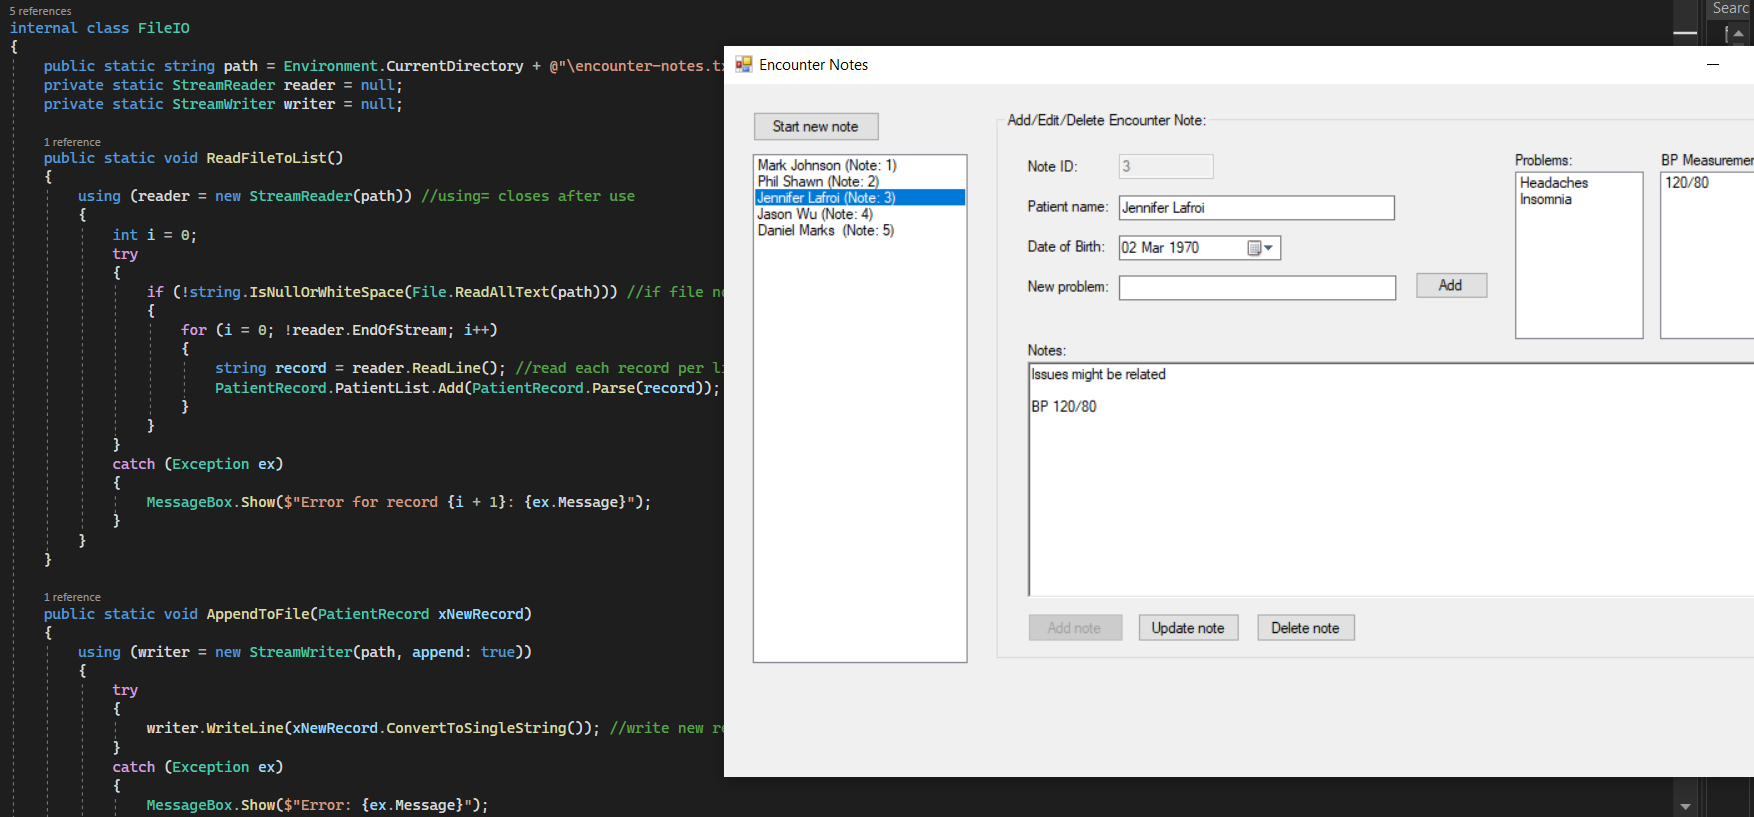 5 references
internal class FileIO
{
public static string path = Environment.CurrentDirectory + @"\encounter-notes.tx
private static StreamReader reader = null;
private static StreamWriter writer = null;
1 reference
public static void ReadFileToList()
{
using (reader = new StreamReader(path)) //using= closes after use
{
int i = 0;
try
{
if (!string.IsNullOrWhiteSpace(File.ReadAllText(path))) //if file no
{
for (i = 0; !reader.EndOfStream; i++)
{
string record = reader.ReadLine(); //read each record per li
PatientRecord.PatientList.Add(PatientRecord.Parse(record));
}
}
}
catch (Exception ex)
{
MessageBox.Show($"Error for record {i + 1}: {ex.Message}");
}
}
}
1 reference
public static void AppendToFile(PatientRecord xNewRecord)
{
using (writer = new StreamWriter(path, append: true))
{
try
{
writer.WriteLine(xNewRecord.ConvertToSingleString()); //write new re
}
catch (Exception ex)
{
MessageBox.Show($"Error: {ex.Message}");
Searc
Encounter Notes
Start new note
Mark Johnson (Note: 1)
Phil Shawn (Note: 2)
Jennifer Lafroi (Note: 3)
Jason Wu (Note: 4)
Daniel Marks (Note: 5)
Add/Edit/Delete Encounter Note:
Note ID: 3
Patient name: Jennifer Lafroi
Date of Birth: 02 Mar 1970
New problem: Add
Problems:
Headaches
Insomnia
BP Measuremen
120/80
Notes:
Issues might be related
BP 120/80
Add note Update note Delete note